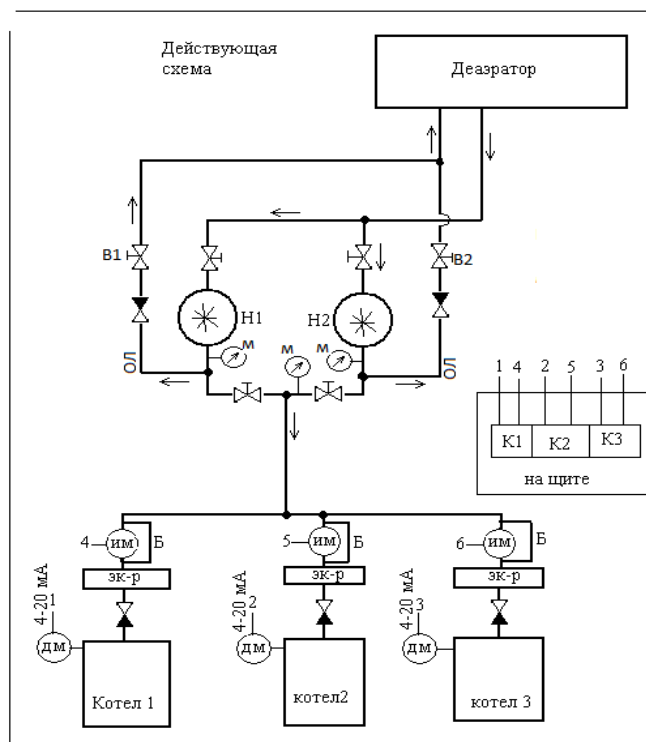 Действующая
схема
Деаэратор
В1
В2
Н1
Н2
М
М
М
ОЛ
ОЛ
1 4 2 5 3 6
К1 К2 К3
на щите
4 им Б
5 им Б
6 им Б
эк-р
эк-р
эк-р
4-20 мА 1
4-20 мА 2
4-20 мА 3
дм
дм
дм
Котел 1
котел2
котел 3